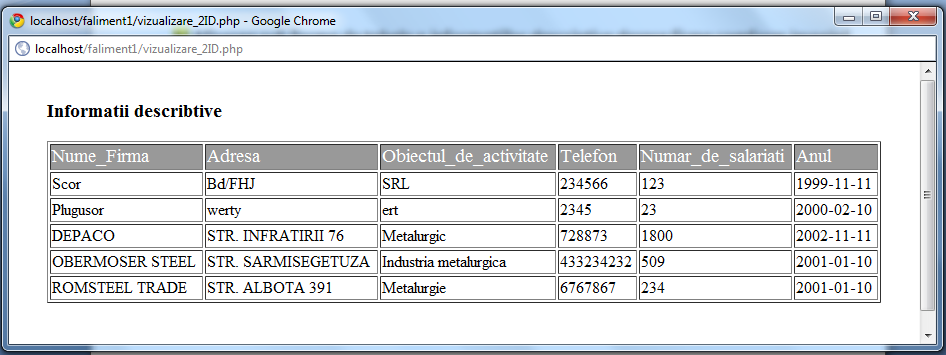 localhost/faliment1/vizualizare_2ID.php - Google Chrome
localhost/faliment1/vizualizare_2ID.php
Informatii describtive
Nume_Firma Adresa Obiectul_de_activitate Telefon Numar_de_salariati Anul
Scor Bd/FHJ SRL 234566 123 1999-11-11
Plugusor werty ert 2345 23 2000-02-10
DEPACO STR. INFRATIRII 76 Metalurgic 728873 1800 2002-11-11
OBERMOSER STEEL STR. SARMISEGETUZA Industria metalurgica 433234232 509 2001-01-10
ROMSTEEL TRADE STR. ALBOTA 391 Metalurgie 6767867 234 2001-01-10